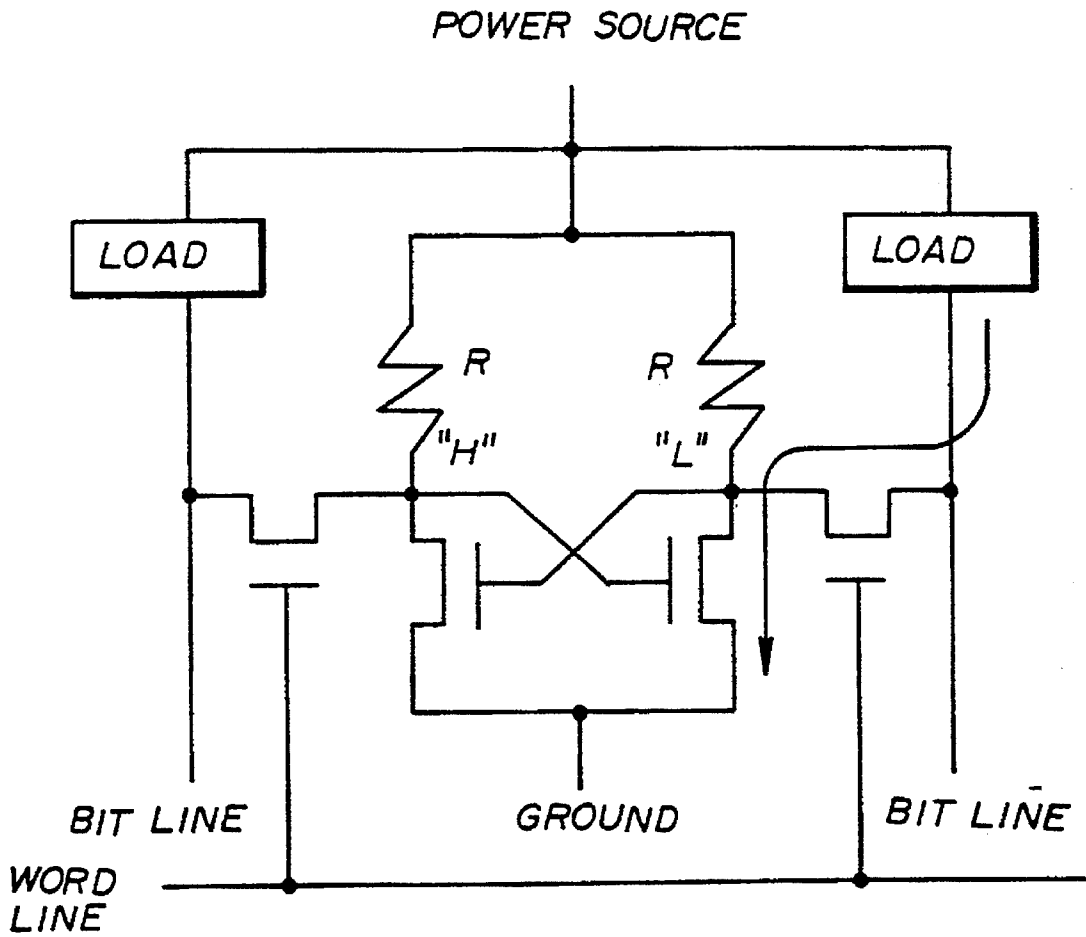 POWER SOURCE
LOAD
LOAD
R
R
"H"
"L"
BIT LINE
GROUND
BIT LINE
WORD
LINE